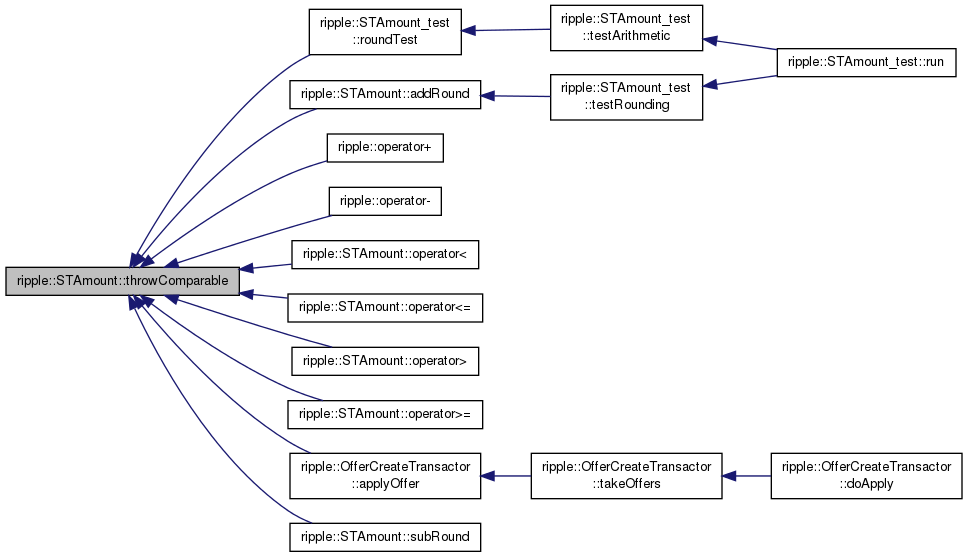 ripple::STAmount_test
::roundTest
ripple::STAmount_test
::testArithmetic
ripple::STAmount_test::run
ripple::STAmount::addRound
ripple::STAmount_test
::testRounding
ripple::operator+
ripple::operator-
ripple::STAmount::operator<
ripple::STAmount::throwComparable
ripple::STAmount::operator<=
ripple::STAmount::operator>
ripple::STAmount::operator>=
ripple::OfferCreateTransactor
::applyOffer
ripple::OfferCreateTransactor
::takeOffers
ripple::OfferCreateTransactor
::doApply
ripple::STAmount::subRound